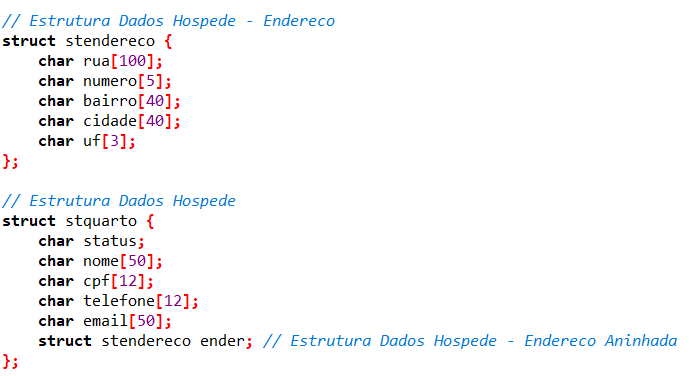 // Estrutura Dados Hospede - Endereco
struct stendereco {
    char rua[100];
    char numero[5];
    char bairro[40];
    char cidade[40];
    char uf[3];
};

// Estrutura Dados Hospede
struct stquarto {
    char status;
    char nome[50];
    char cpf[12];
    char telefone[12];
    char email[50];
    struct stendereco ender; // Estrutura Dados Hospede - Endereco Aninhada
};